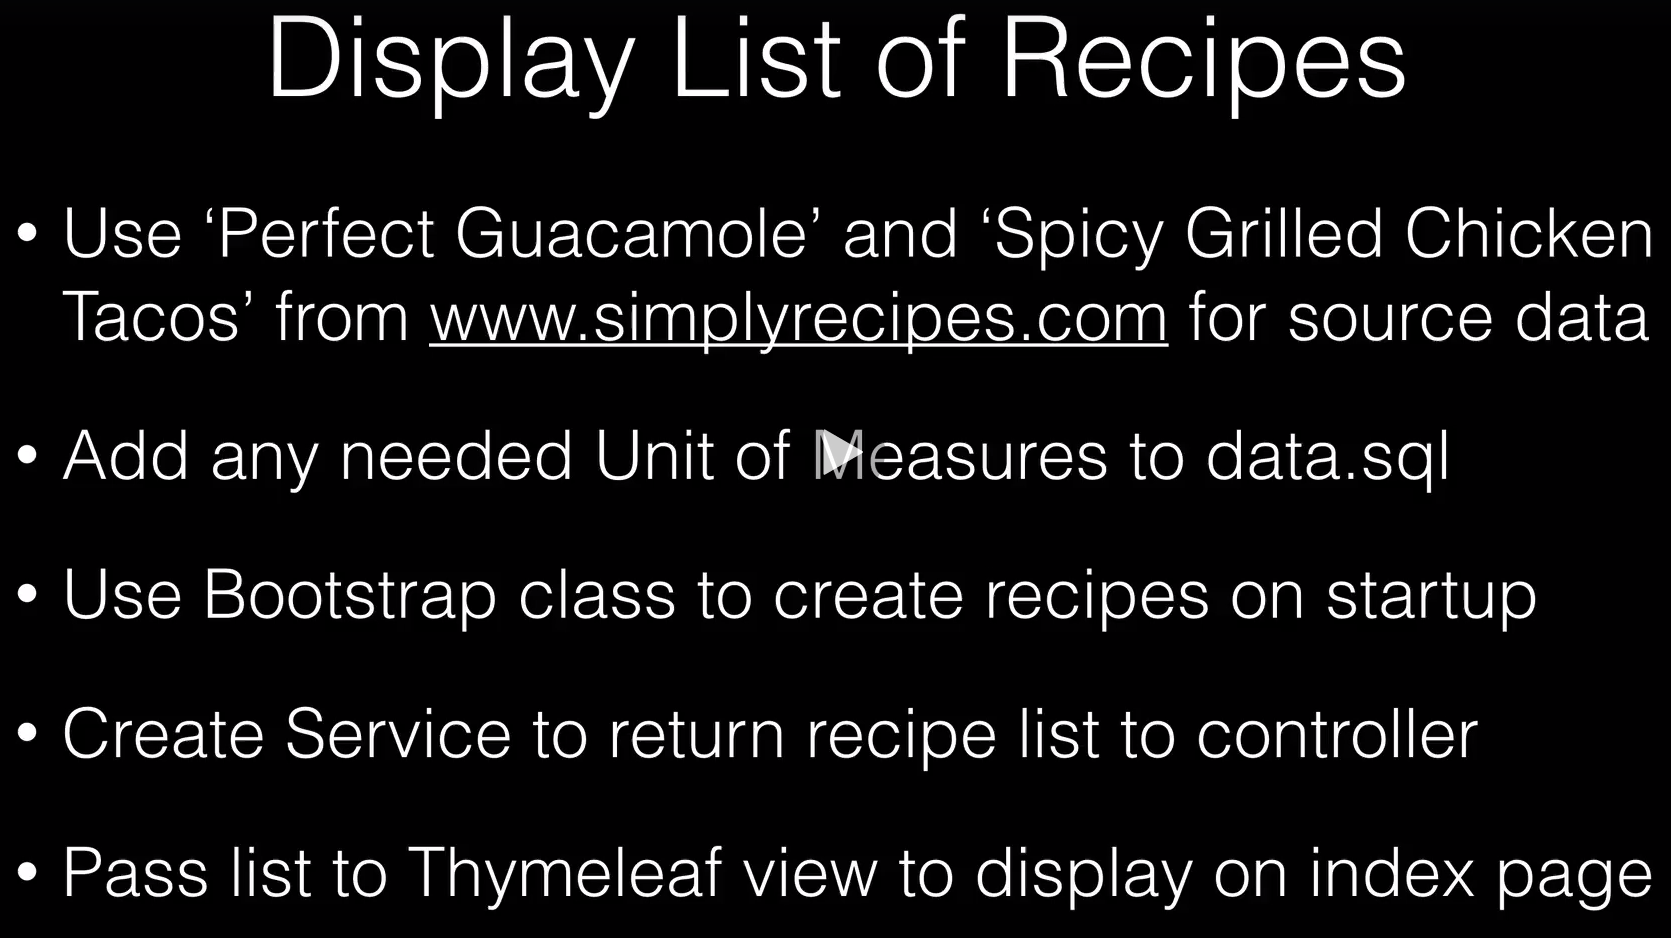 Display List of Recipes
• Use ‘Perfect Guacamole’ and ‘Spicy Grilled Chicken
Tacos’ from www.simplyrecipes.com for source data
• Add any needed Unit of Measures to data.sql
• Use Bootstrap class to create recipes on startup
• Create Service to return recipe list to controller
• Pass list to Thymeleaf view to display on index page